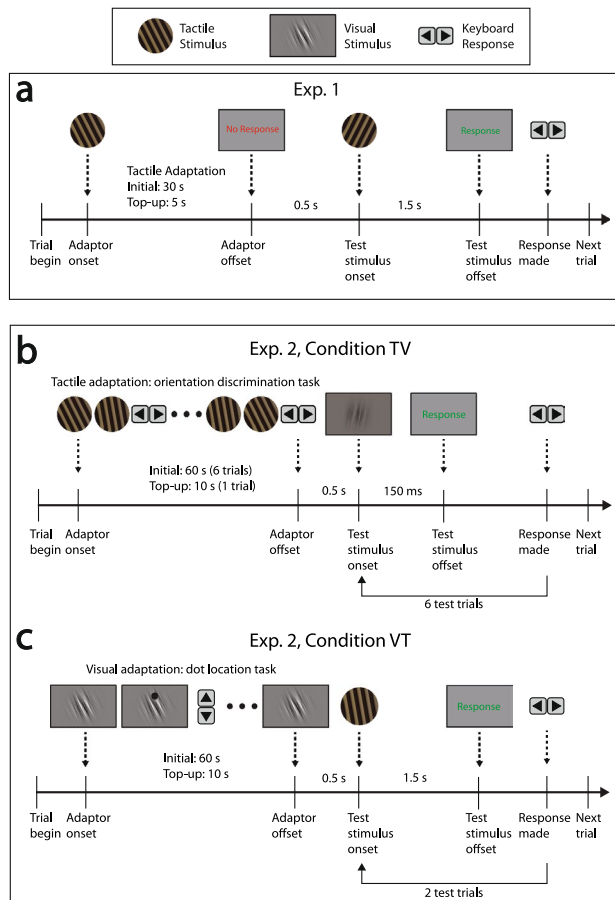 Tactile
Stimulus
Visual
Stimulus
Keyboard
Response
a
Exp. 1
No Response
Response
Tactile Adaptation
Initial: 30 s
Top-up: 5 s
0.5 s
1.5 s
Trial
begin
Adaptor
onset
Adaptor
offset
Test
stimulus
onset
Test
stimulus
offset
Response
made
Next
trial
b
Exp. 2, Condition TV
Tactile adaptation: orientation discrimination task
Response
Initial: 60 s (6 trials)
Top-up: 10 s (1 trial)
0.5 s
150 ms
Trial
begin
Adaptor
onset
Adaptor
offset
Test
stimulus
onset
Test
stimulus
offset
Response
made
Next
trial
6 test trials
c
Exp. 2, Condition VT
Visual adaptation: dot location task
Response
Initial: 60 s
Top-up: 10 s
0.5 s
1.5 s
Trial
begin
Adaptor
onset
Adaptor
offset
Test
stimulus
onset
Test
stimulus
offset
Response
made
Next
trial
2 test trials